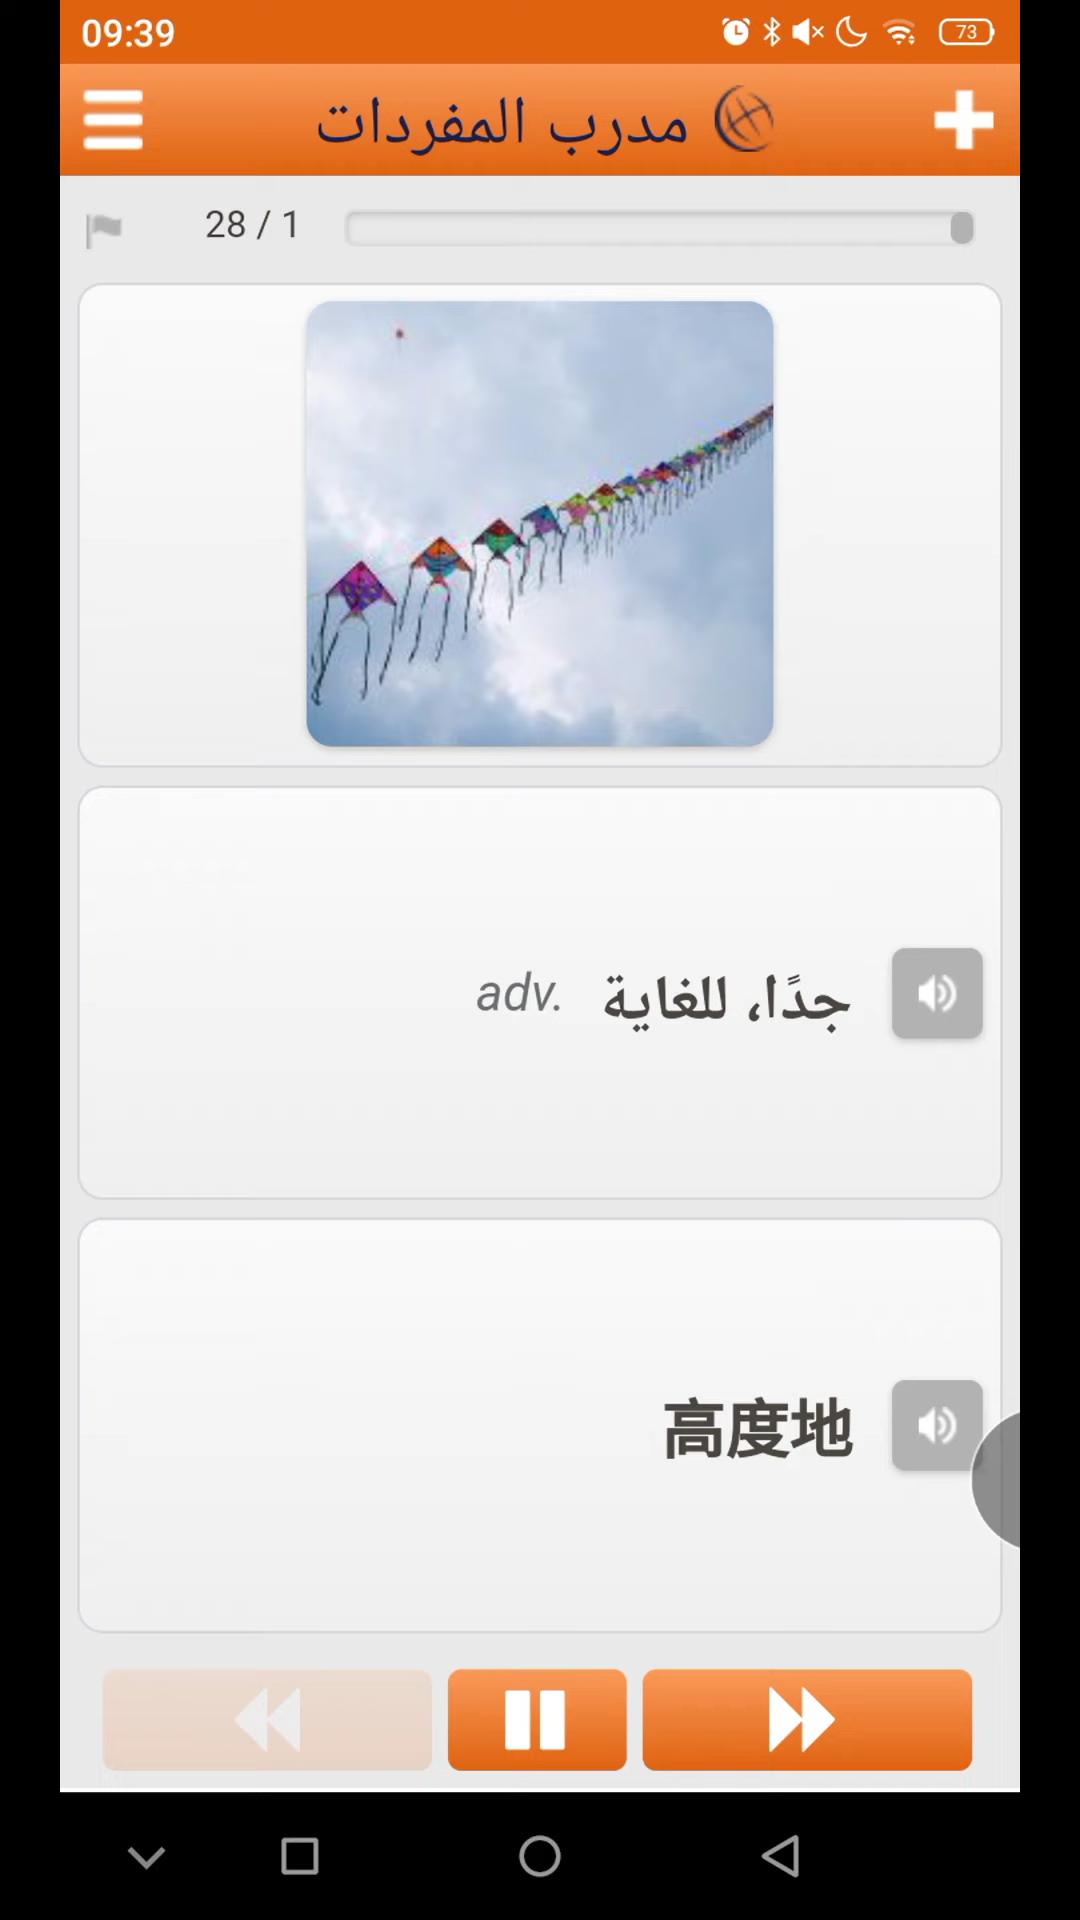 09:39
73
مدرب المفردات
28 / 1
جدًا، للغاية adv.
高度地